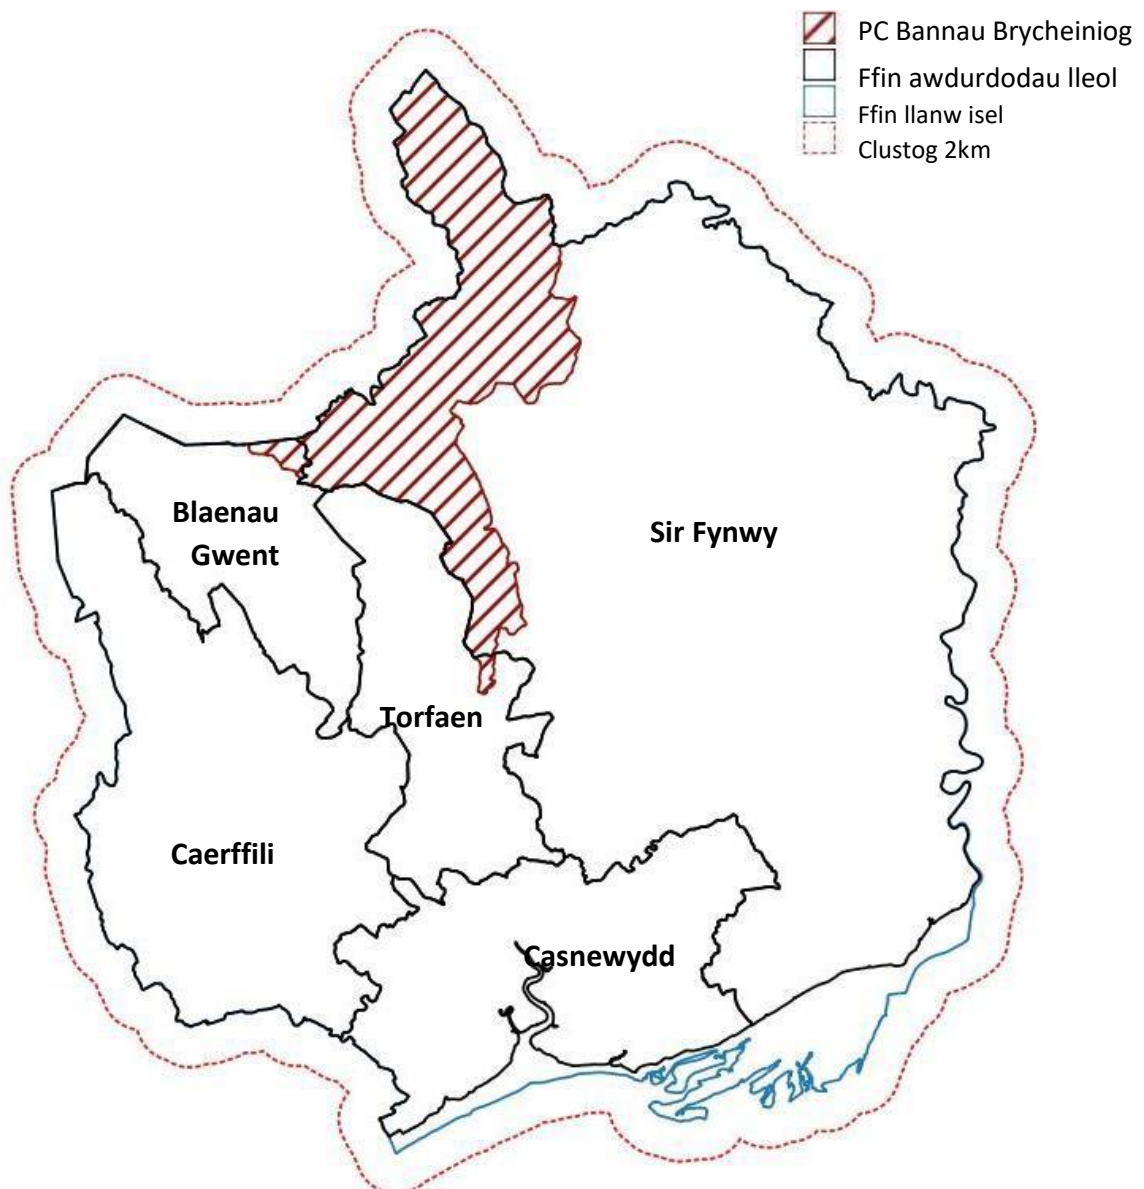 PC Bannau Brycheiniog
Ffin awdurdodau lleol
Ffin llanw isel
Clustog 2km
Blaenau
Gwent
Sir Fynwy
Torfaen
Caerffili
Casnewydd